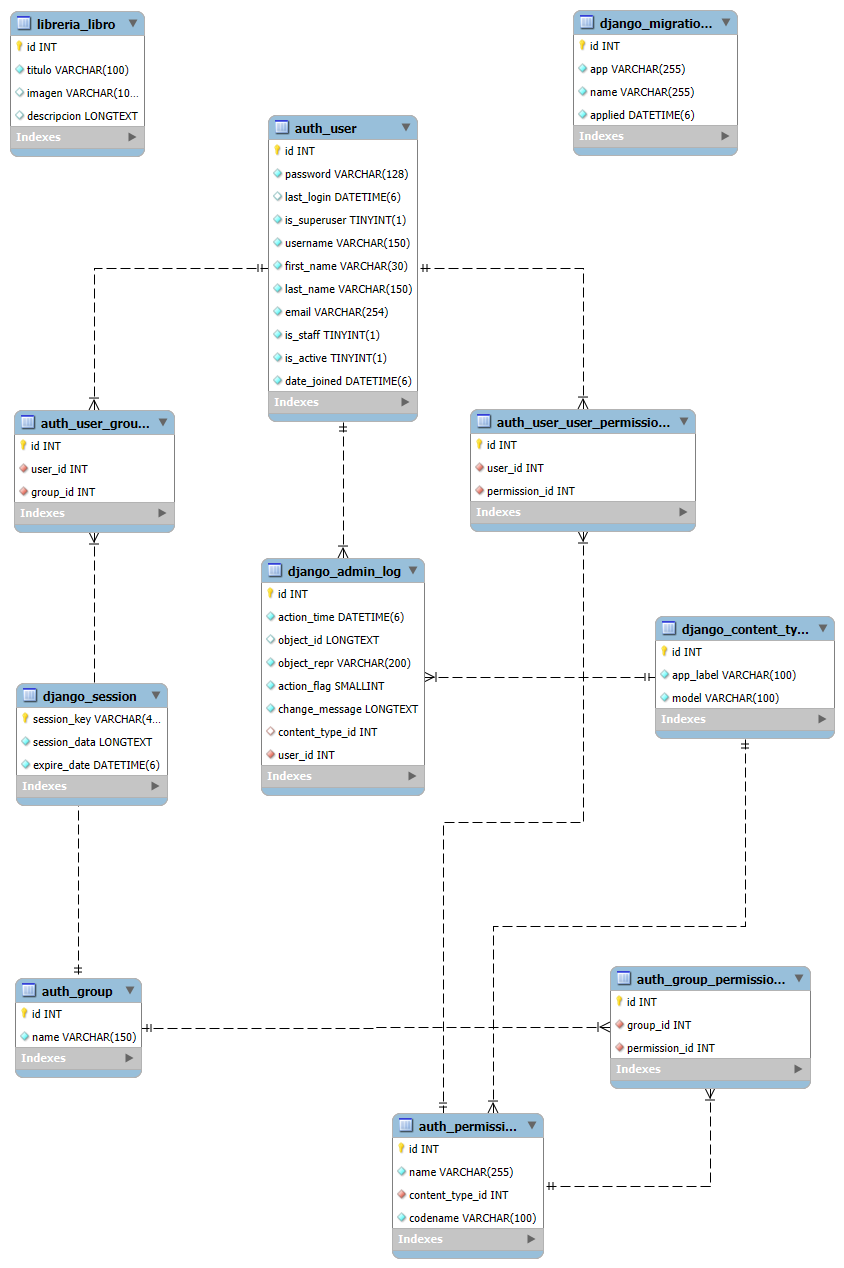 libreria_libro
id INT
titulo VARCHAR(100)
imagen VARCHAR(10...
descripcion LONGTEXT
Indexes
django_migratio...
id INT
app VARCHAR(255)
name VARCHAR(255)
applied DATETIME(6)
Indexes
auth_user
id INT
password VARCHAR(128)
last_login DATETIME(6)
is_superuser TINYINT(1)
username VARCHAR(150)
first_name VARCHAR(30)
last_name VARCHAR(150)
email VARCHAR(254)
is_staff TINYINT(1)
is_active TINYINT(1)
date_joined DATETIME(6)
Indexes
auth_user_grou...
id INT
user_id INT
group_id INT
Indexes
auth_user_user_permissio...
id INT
user_id INT
permission_id INT
Indexes
django_admin_log
id INT
action_time DATETIME(6)
object_id LONGTEXT
object_repr VARCHAR(200)
action_flag SMALLINT
change_message LONGTEXT
content_type_id INT
user_id INT
Indexes
django_content_ty...
id INT
app_label VARCHAR(100)
model VARCHAR(100)
Indexes
django_session
session_key VARCHAR(4...
session_data LONGTEXT
expire_date DATETIME(6)
Indexes
auth_group
id INT
name VARCHAR(150)
Indexes
auth_group_permissio...
id INT
group_id INT
permission_id INT
Indexes
auth_permissi...
id INT
name VARCHAR(255)
content_type_id INT
codename VARCHAR(100)
Indexes